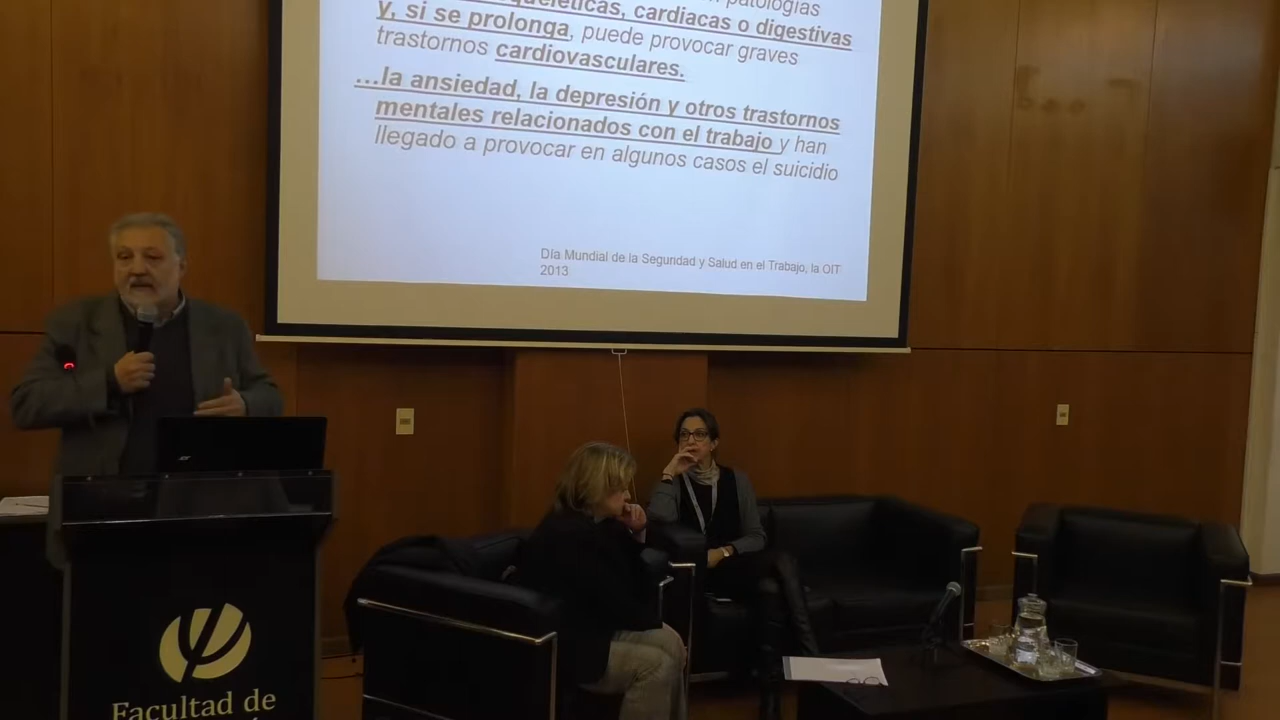 patologías
cardiacas o digestivas
y, si se prolonga, puede provocar graves
trastornos cardiovasculares.
...la ansiedad, la depresión y otros trastornos
mentales relacionados con el trabajo y han
llegado a provocar en algunos casos el suicidio
Día Mundial de la Seguridad y Salud en el Trabajo, la OIT
2013
Facultad de